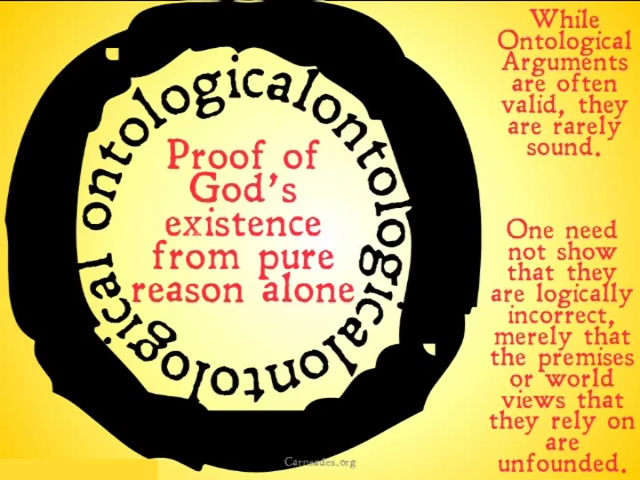 ontologicalontologicalontological ontological
Proof of
God's
existence
from pure
reason alone
While
Ontological
Arguments
are often
valid, they
are rarely
sound.
One need
not show
that they
are logically
incorrect,
merely that
the premises
or world
views that
they rely on
are
unfounded.
Carneades.org